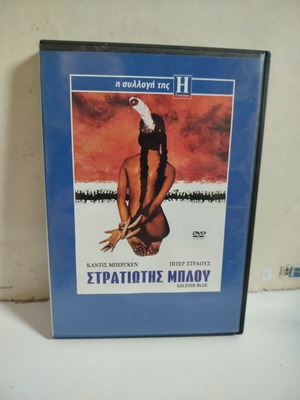 η συλλογή της Η
DVD
ΚΑΝΤΙΣ ΜΠΕΡΓΚΕΝ ΠΙΤΕΡ ΣΤΡΑΟΥΣ
ΣΤΡΑΤΙΩΤΗΣ ΜΠΛΟΥ
SOLDIER BLUE